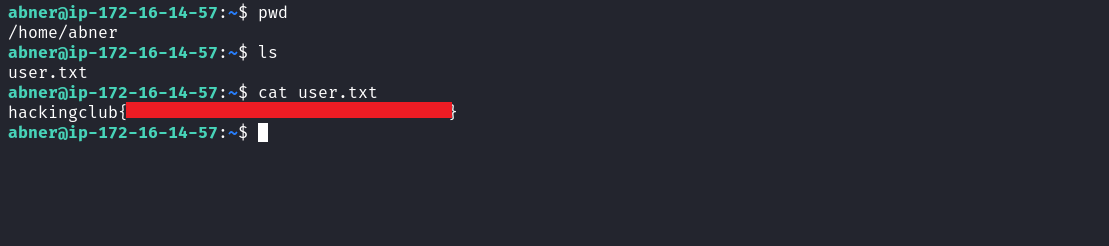 abner@ip-172-16-14-57:~$ pwd
/home/abner
abner@ip-172-16-14-57:~$ ls
user.txt
abner@ip-172-16-14-57:~$ cat user.txt
hackingclub{}
abner@ip-172-16-14-57:~$